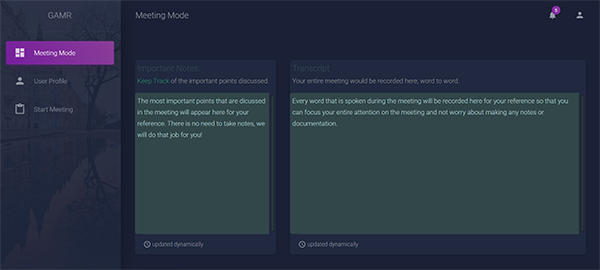 GAMR
Meeting Mode
5
Meeting Mode
User Profile
Start Meeting
Important Notes:
Keep Track of the important points discussed.
The most important points that are dicussed
in the meeting will appear here for your
reference. There is no need to take notes, we
will do that job for you!
updated dynamically
Transcript
Your entire meeting would be recorded here, word to word.
Every word that is spoken during the meeting will be recorded here for your reference so that you
can focus your entire attention on the meeting and not worry about making any notes or
documentation.
updated dynamically